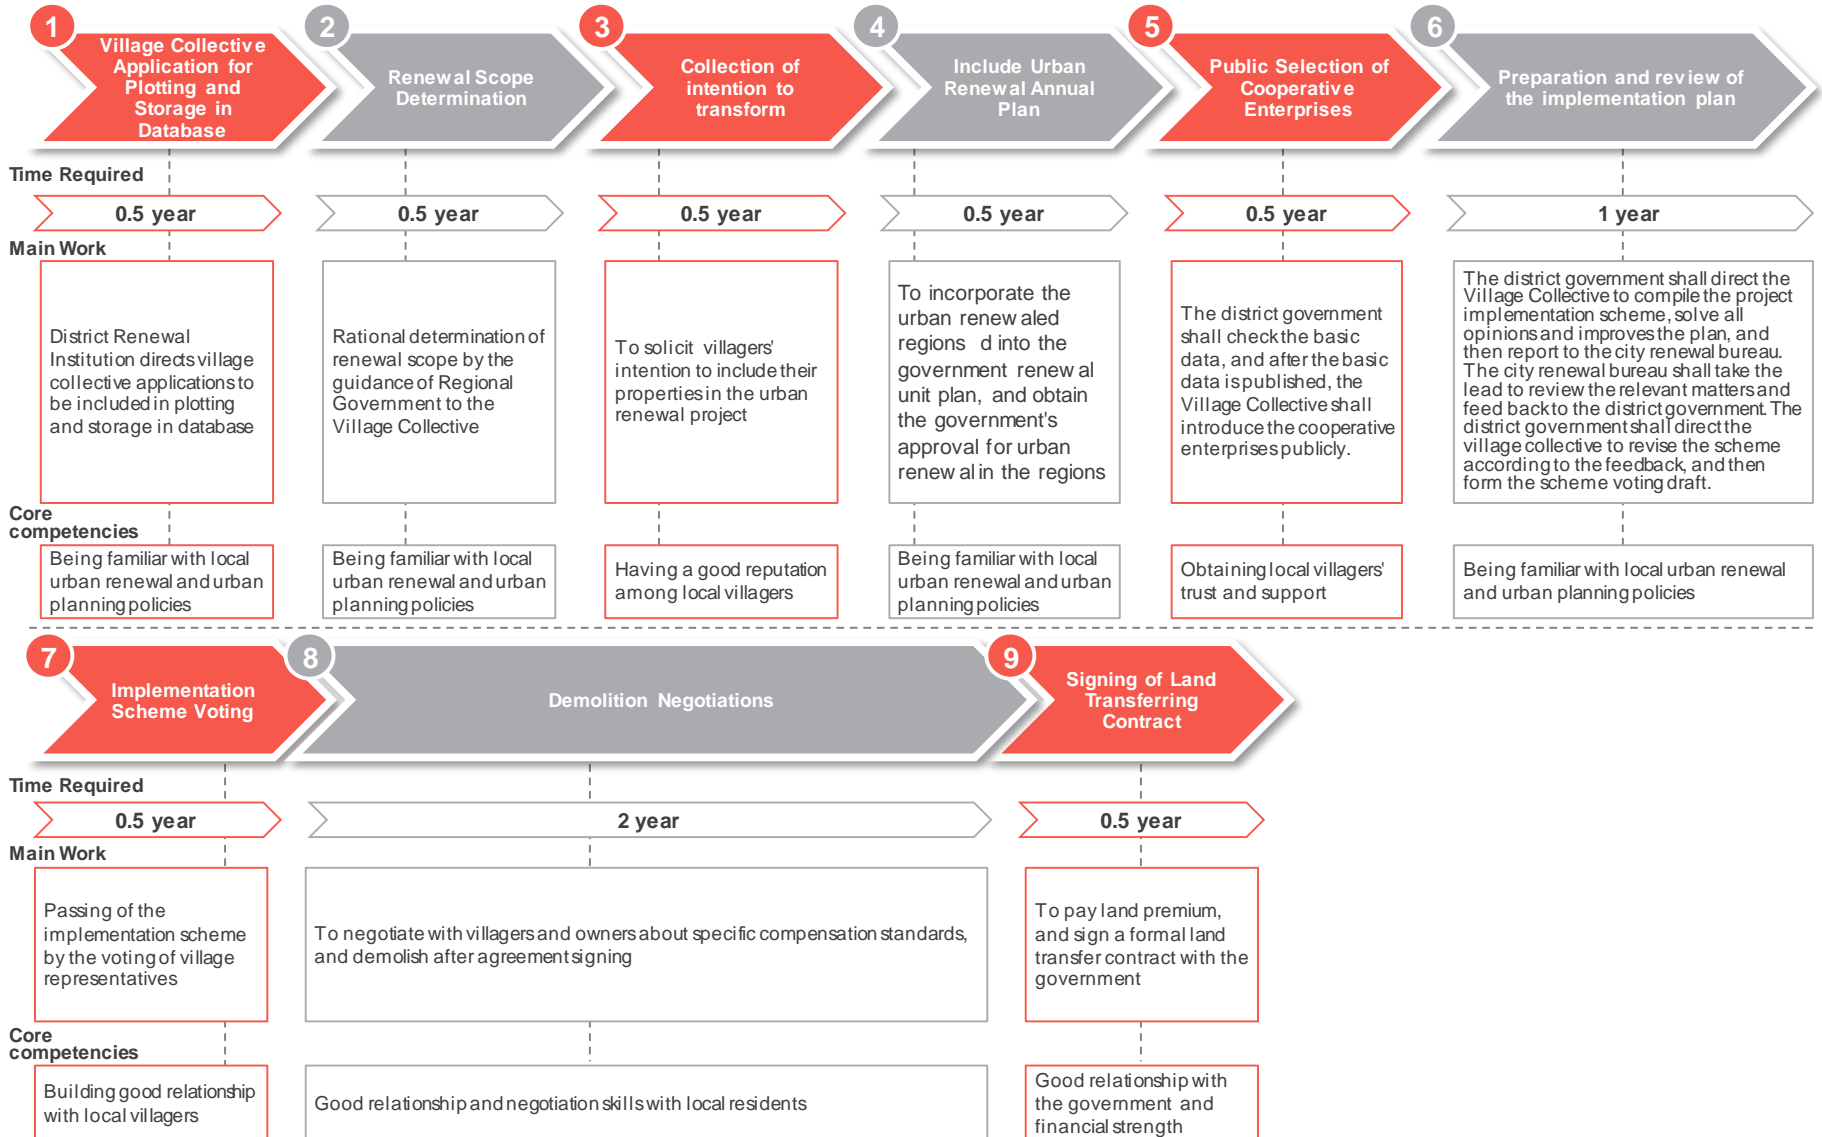 1
Village Collective
Application for
Plotting and
Storage in
Database
2
Renewal Scope
Determination
3
Collection of
intention to
transform
4
Include Urban
Renewal Annual
Plan
5
Public Selection of
Cooperative
Enterprises
6
Preparation and review of
the implementation plan
Time Required
0.5 year
0.5 year
0.5 year
0.5 year
0.5 year
1 year
Main Work
District Renewal
Institution directs village
collective applications to
be included in plotting
and storage in database
Rational determination of
renewal scope by the
guidance of Regional
Government to the
Village Collective
To solicit villagers'
intention to include their
properties in the urban
renewal project
To incorporate the
urban renewaled
regions d into the
government renewal
unit plan, and obtain
the government's
approval for urban
renewal in the regions
The district government
shall check the basic
data, and after the basic
data is published, the
Village Collective shall
introduce the cooperative
enterprises publicly.
The district government shall direct the
Village Collective to compile the project
implementation scheme, solve all
opinions and improves the plan, and
then report to the city renewal bureau.
The city renewal bureau shall take the
lead to review the relevant matters and
feed back to the district government. The
district government shall direct the
village collective to revise the scheme
according to the feedback, and then
form the scheme voting draft.
Core
competencies
Being familiar with local
urban renewal and urban
planning policies
Being familiar with local
urban renewal and urban
planning policies
Having a good reputation
among local villagers
Being familiar with local
urban renewal and urban
planning policies
Obtaining local villagers'
trust and support
Being familiar with local urban renewal
and urban planning policies
7
Implementation
Scheme Voting
8
Demolition Negotiations
9
Signing of Land
Transferring
Contract
Time Required
0.5 year
2 year
0.5 year
Main Work
Passing of the
implementation scheme
by the voting of village
representatives
To negotiate with villagers and owners about specific compensation standards,
and demolish after agreement signing
To pay land premium,
and sign a formal land
transfer contract with the
government
Core
competencies
Building good relationship
with local villagers
Good relationship and negotiation skills with local residents
Good relationship with
the government and
financial strength